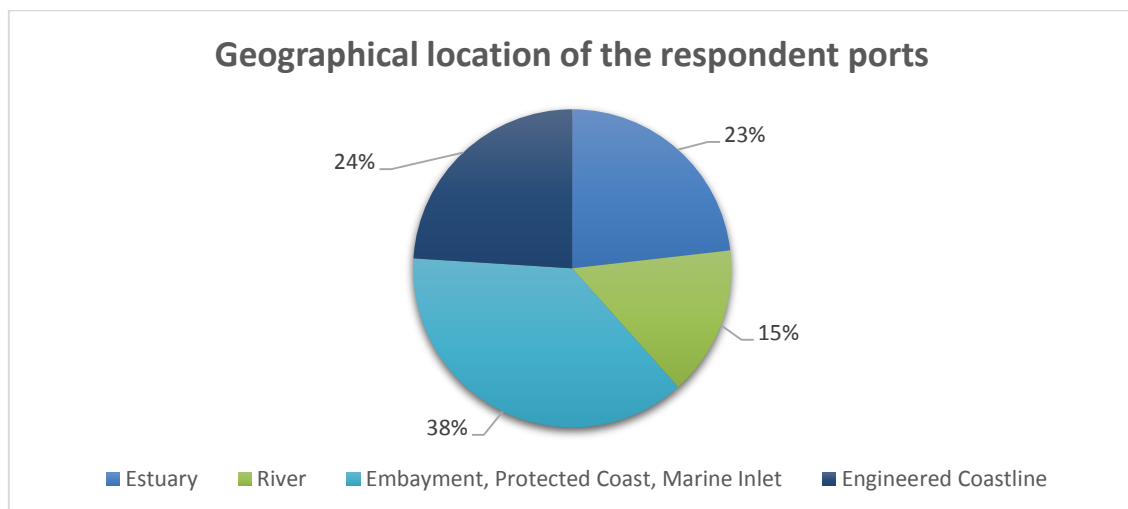 Geographical location of the respondent ports
23%
24%
15%
38%
Estuary River Embayment, Protected Coast, Marine Inlet Engineered Coastline